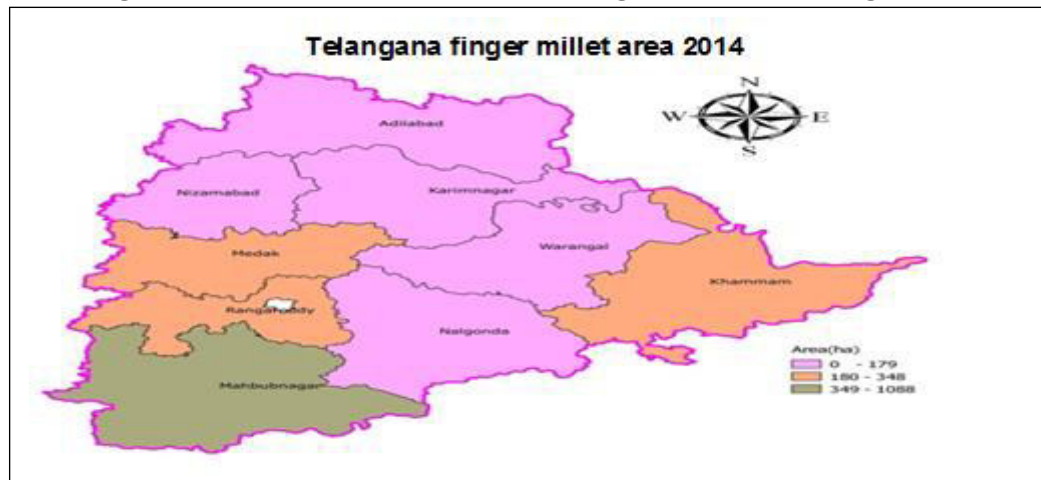 Telangana finger millet area 2014
N
W E
S
Adilabad
Nizamabad
Karimnagar
Warangal
Medak
Khammam
Rangareddy
Nalgonda
Mahbubnagar
Area(ha)
0 - 179
180 - 348
349 - 1088